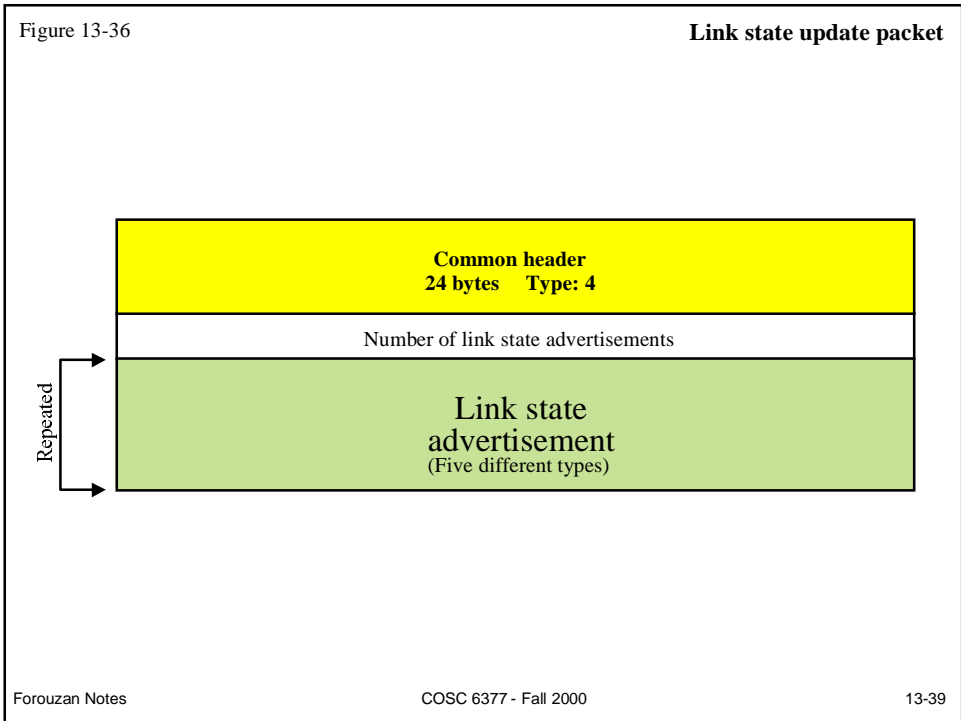 Figure 13-36
Link state update packet
Common header
24 bytes Type: 4
Number of link state advertisements
Repeated
Link state
advertisement
(Five different types)
Forouzan Notes
COSC 6377 - Fall 2000
13-39